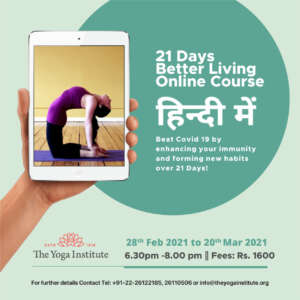 21 Days
Better Living
Online Course
हिन्दी में
Beat Covid 19 by
enhancing your immunity
and forming new habits
over 21 Days!
ESTD 1918
The Yoga Institute
28th Feb 2021 to 20th Mar 2021
6.30pm -8.00 pm || Fees: Rs. 1600
For further details Contact Tel: +91-22-26122185, 26110506 or info@theyogainstitute.org